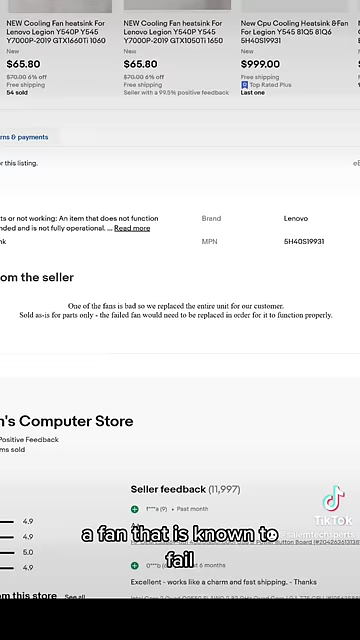 NEW Cooling Fan heatsink For
Lenovo Legion Y540P Y545
Y7000P-2019 GTX1660Ti 1060
New
$65.80
$70.00 6% off
Free shipping
54 sold
NEW Cooling Fan heatsink For
Lenovo Legion Y540P Y545
Y7000P-2019 GTX1050Ti 1650
New
$65.80
$70.00 6% off
Free shipping
Seller with a 99.5% positive feedback
New Cpu Cooling Heatsink &Fan
For Legion Y545 81Q5 81Q6
5H40S19931
New
$999.00
Free shipping
Top Rated Plus
Last one
rns & payments
r this listing.
eB
ts or not working: An item that does not function
nded and is not fully operational. ... Read more
Brand
Lenovo
nk
MPN
5H40S19931
om the seller
One of the fans is bad so we replaced the entire unit for our customer.
Sold as-is for parts only - the failed fan would need to be replaced in order for it to function properly.
n's Computer Store
Positive Feedback
ms sold
Seller feedback (11,997)
f***a (9) • Past month
4.9
4.9
5.0
4.9
a fan that is known to
fail
TikTok
Button Board
0***b
6 months
Excellent - works like a charm and fast shipping. - Thanks
om this store
See all